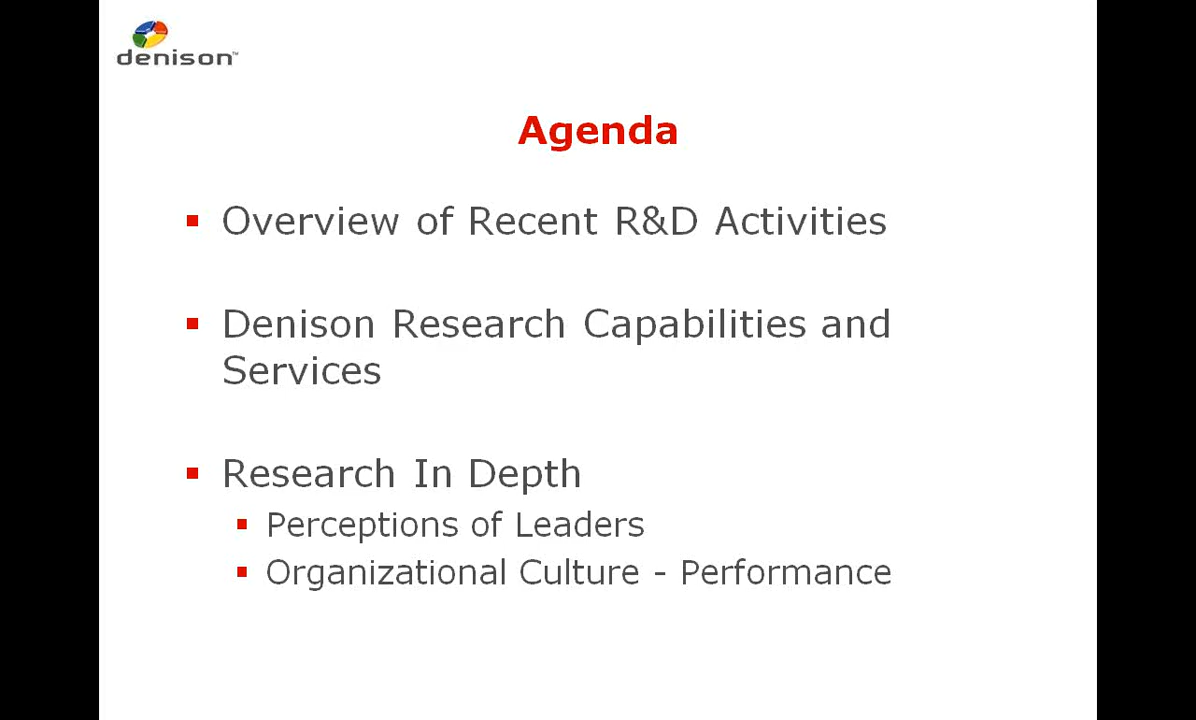 denison™
Agenda
Overview of Recent R&D Activities
Denison Research Capabilities and
Services
Research In Depth
Perceptions of Leaders
Organizational Culture - Performance